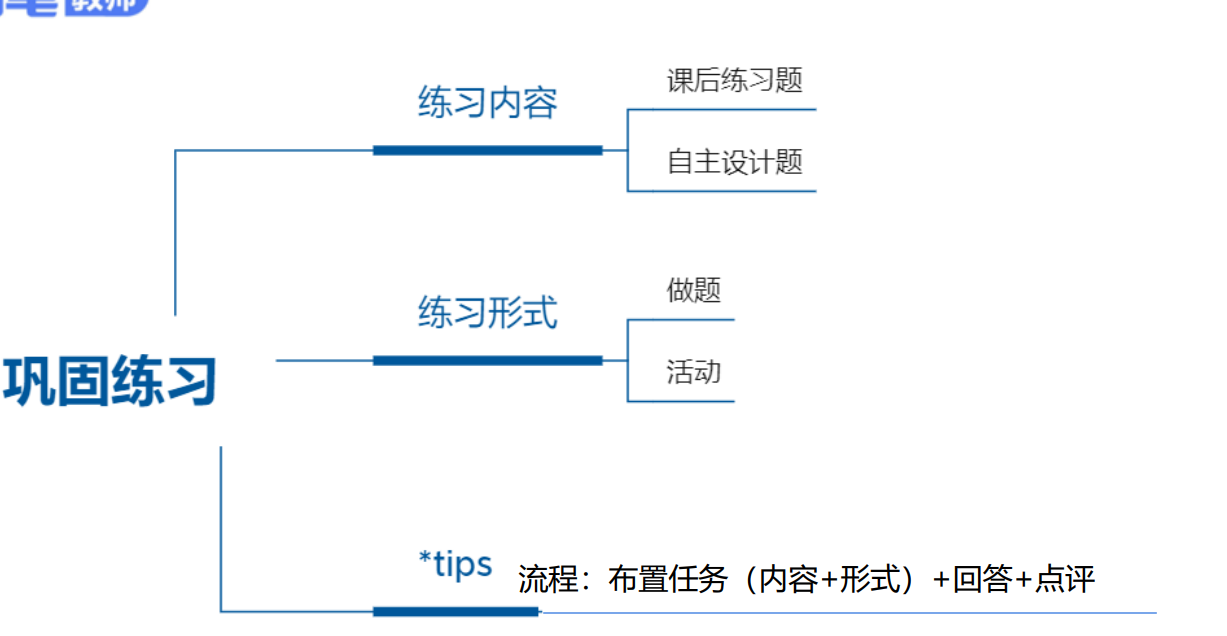 教师
练习内容
课后练习题
自主设计题
练习形式
做题
活动
巩固练习
*tips
流程：布置任务（内容+形式）+回答+点评